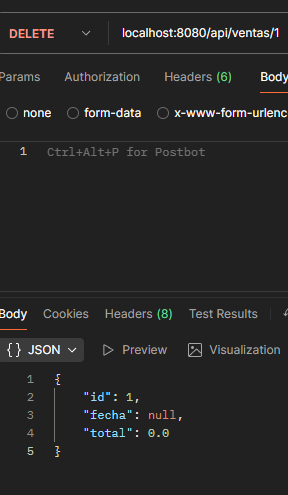 DELETE localhost:8080/api/ventas/1
Params Authorization Headers (6) Body
none form-data x-www-form-urlenc
1 Ctrl+Alt+P for Postbot
Body Cookies Headers (8) Test Results
{} JSON Preview Visualization
1 {
2 "id": 1,
3 "fecha": null,
4 "total": 0.0
5 }